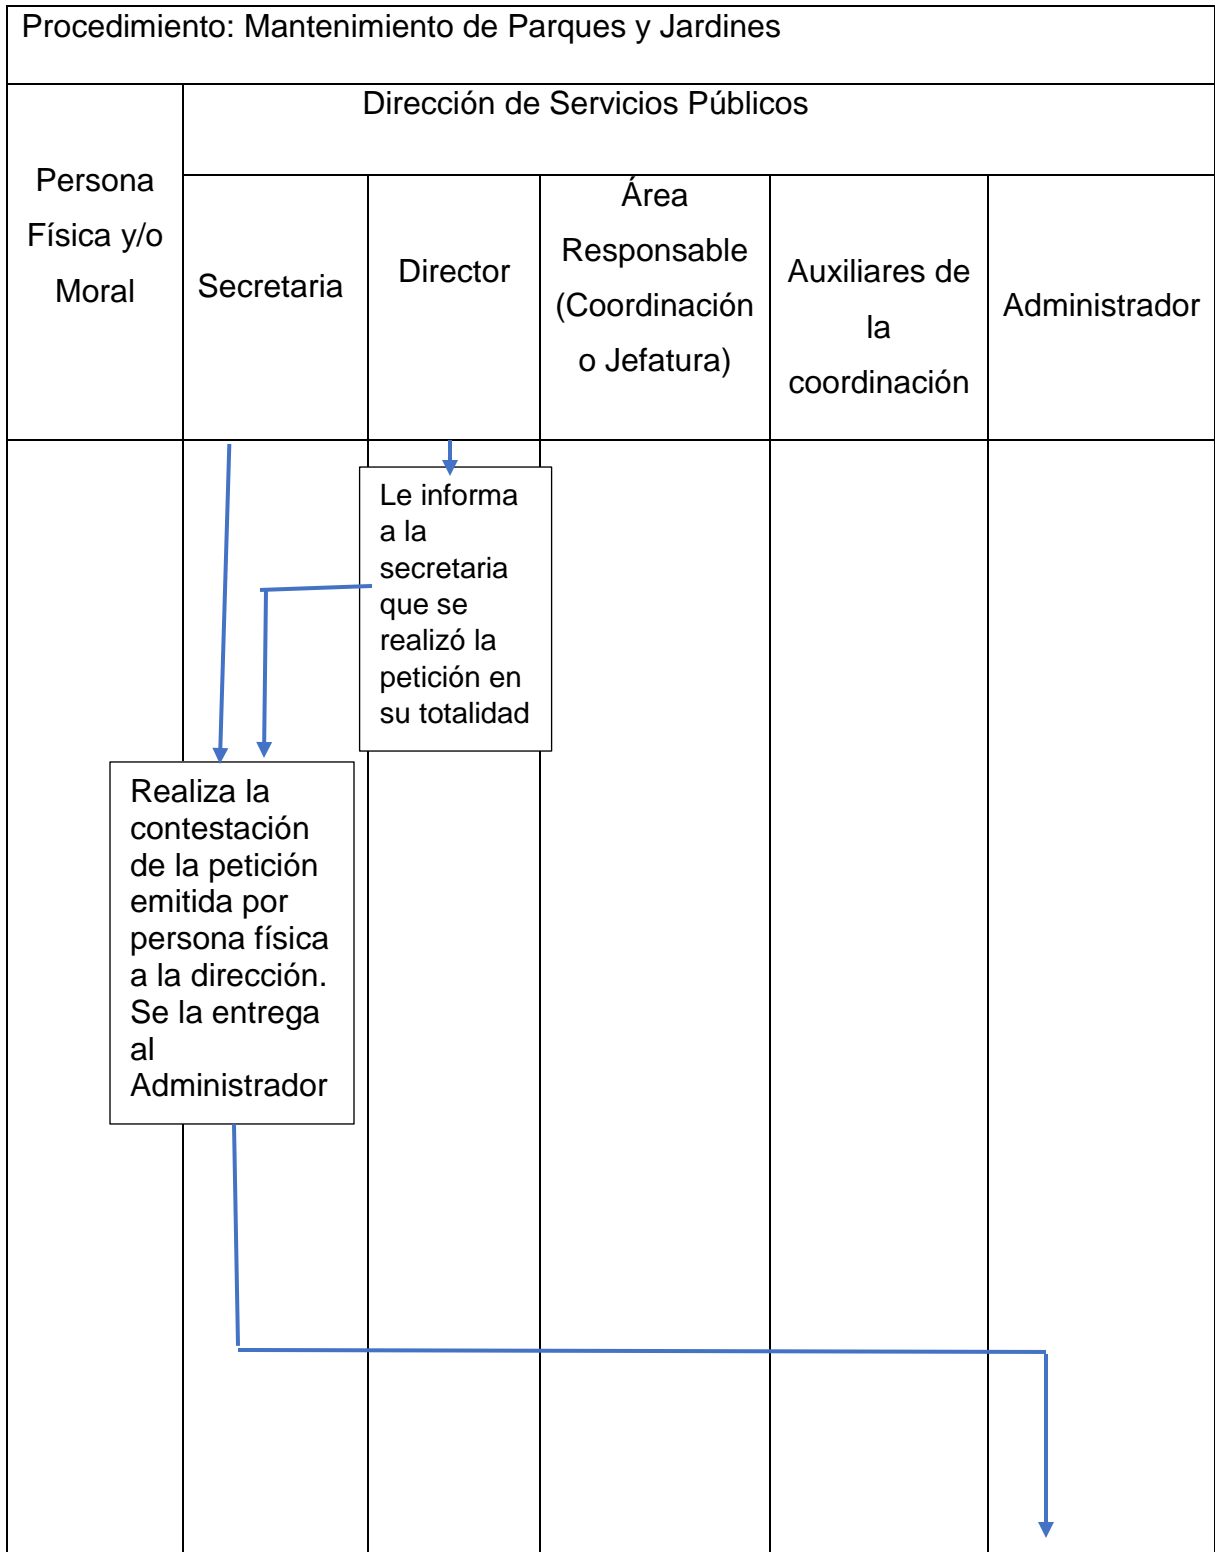 Procedimiento: Mantenimiento de Parques y Jardines
Dirección de Servicios Públicos
Persona
Física y/o
Moral
Secretaria
Director
Área
Responsable
(Coordinación
o Jefatura)
Auxiliares de
la
coordinación
Administrador
Le informa
a la
secretaria
que se
realizó la
petición en
su totalidad
Realiza la
contestación
de la petición
emitida por
persona física
a la dirección.
Se la entrega
al
Administrador